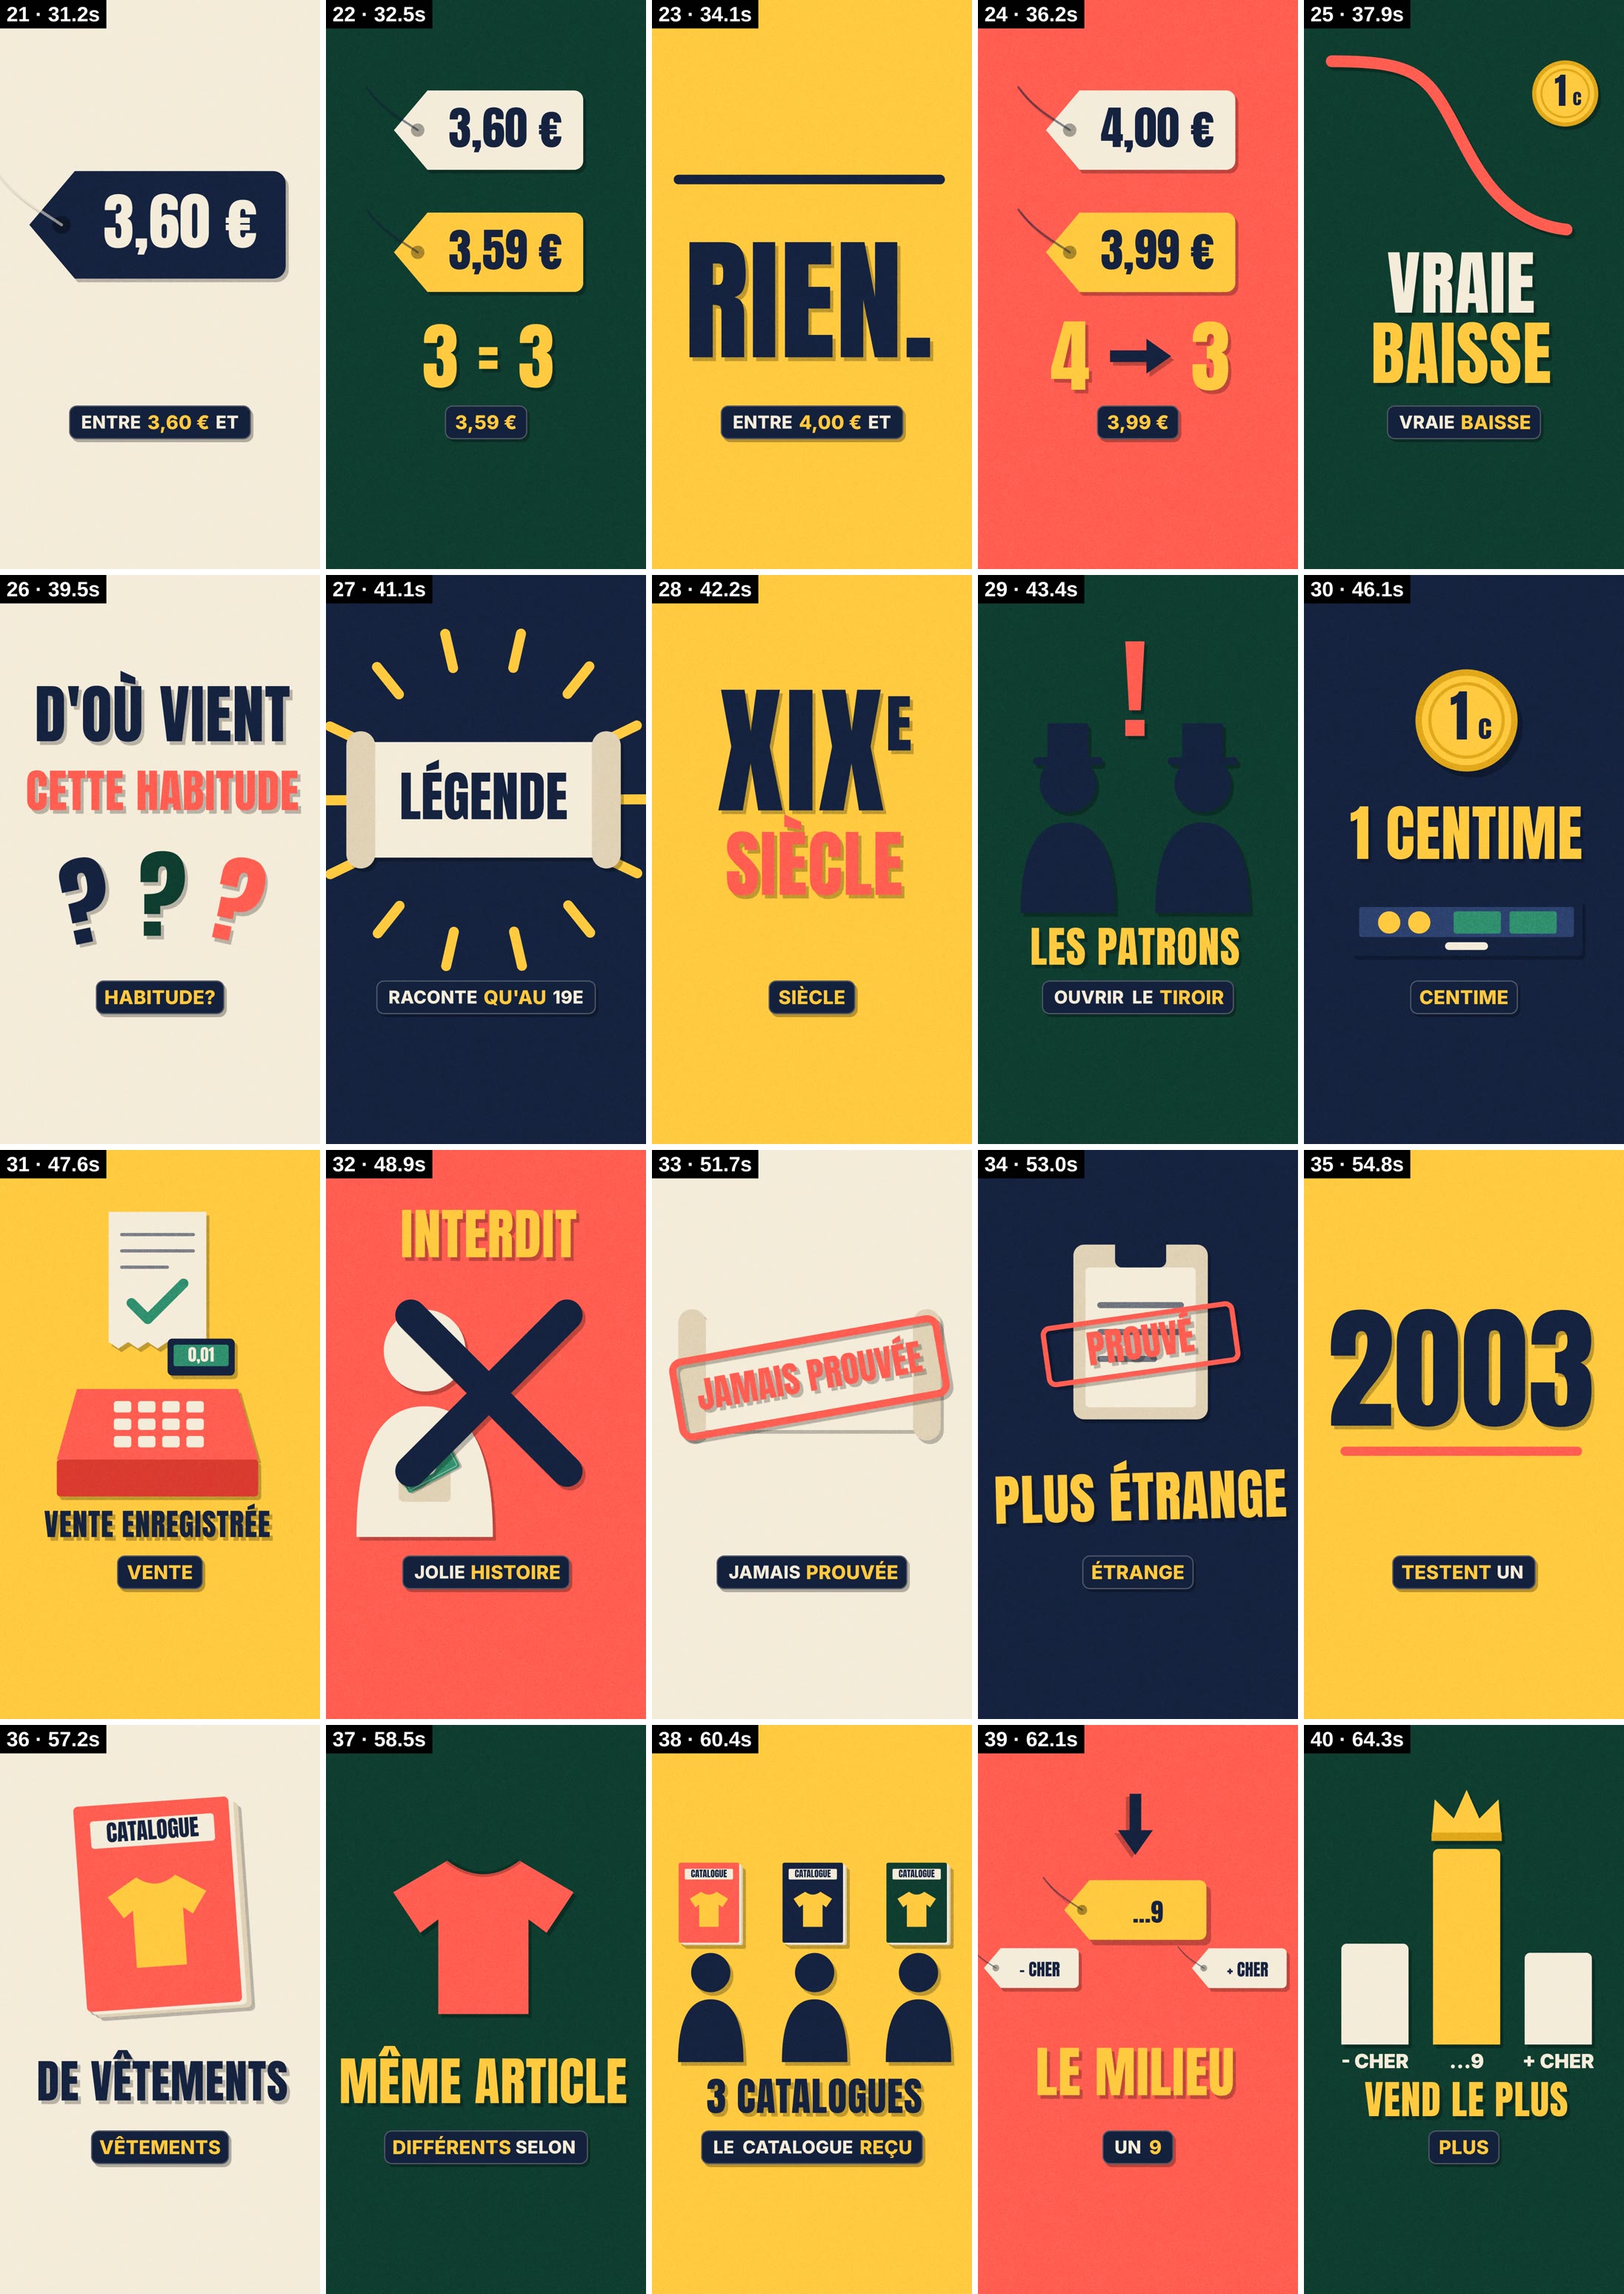 21 · 31.2s
3,60 €
ENTRE 3,60 € ET
22 · 32.5s
3,60 €
3,59 €
3 = 3
3,59 €
23 · 34.1s
RIEN.
ENTRE 4,00 € ET
24 · 36.2s
4,00 €
3,99 €
4 → 3
3,99 €
25 · 37.9s
1 c
VRAIE
BAISSE
VRAIE BAISSE
26 · 39.5s
D'OÙ VIENT
CETTE HABITUDE
? ? ?
HABITUDE?
27 · 41.1s
LÉGENDE
RACONTE QU'AU 19E
28 · 42.2s
XIXE
SIÈCLE
SIÈCLE
29 · 43.4s
!
LES PATRONS
OUVRIR LE TIROIR
30 · 46.1s
1 c
1 CENTIME
CENTIME
31 · 47.6s
0,01
VENTE ENREGISTRÉE
VENTE
32 · 48.9s
INTERDIT
JOLIE HISTOIRE
33 · 51.7s
JAMAIS PROUVÉE
JAMAIS PROUVÉE
34 · 53.0s
PROUVÉ
PLUS ÉTRANGE
ÉTRANGE
35 · 54.8s
2003
TESTENT UN
36 · 57.2s
CATALOGUE
DE VÊTEMENTS
VÊTEMENTS
37 · 58.5s
MÊME ARTICLE
DIFFÉRENTS SELON
38 · 60.4s
CATALOGUE
CATALOGUE
CATALOGUE
3 CATALOGUES
LE CATALOGUE REÇU
39 · 62.1s
...9
- CHER
+ CHER
LE MILIEU
UN 9
40 · 64.3s
- CHER
...9
+ CHER
VEND LE PLUS
PLUS